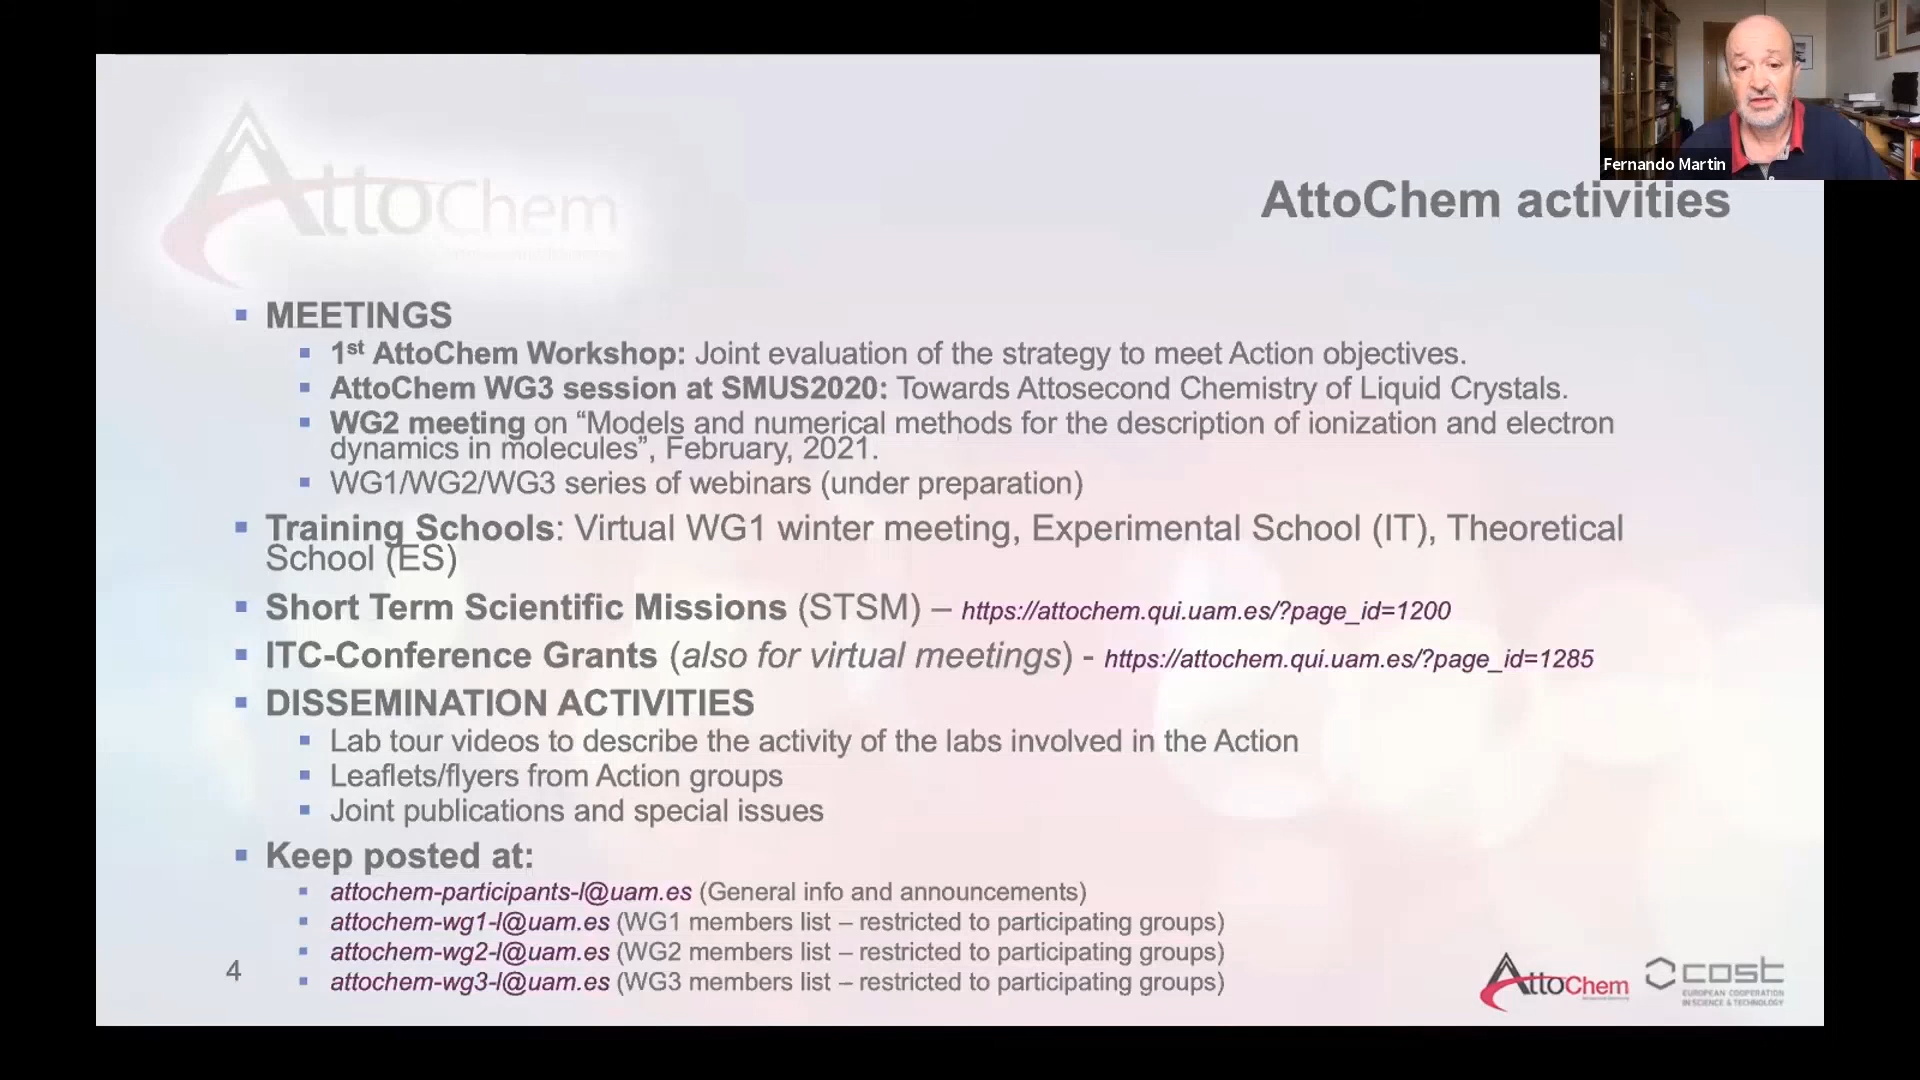 Fernando Martin
AttoChem
AttoChem activities
MEETINGS
1st AttoChem Workshop: Joint evaluation of the strategy to meet Action objectives.
AttoChem WG3 session at SMUS2020: Towards Attosecond Chemistry of Liquid Crystals.
WG2 meeting on “Models and numerical methods for the description of ionization and electron
dynamics in molecules”, February, 2021.
WG1/WG2/WG3 series of webinars (under preparation)
Training Schools: Virtual WG1 winter meeting, Experimental School (IT), Theoretical
School (ES)
Short Term Scientific Missions (STSM) – https://attochem.qui.uam.es/?page_id=1200
ITC-Conference Grants (also for virtual meetings) - https://attochem.qui.uam.es/?page_id=1285
DISSEMINATION ACTIVITIES
Lab tour videos to describe the activity of the labs involved in the Action
Leaflets/flyers from Action groups
Joint publications and special issues
Keep posted at:
attochem-participants-l@uam.es (General info and announcements)
attochem-wg1-l@uam.es (WG1 members list – restricted to participating groups)
attochem-wg2-l@uam.es (WG2 members list – restricted to participating groups)
attochem-wg3-l@uam.es (WG3 members list – restricted to participating groups)
4
AttoChem
cost
EUROPEAN COOPERATION
IN SCIENCE & TECHNOLOGY